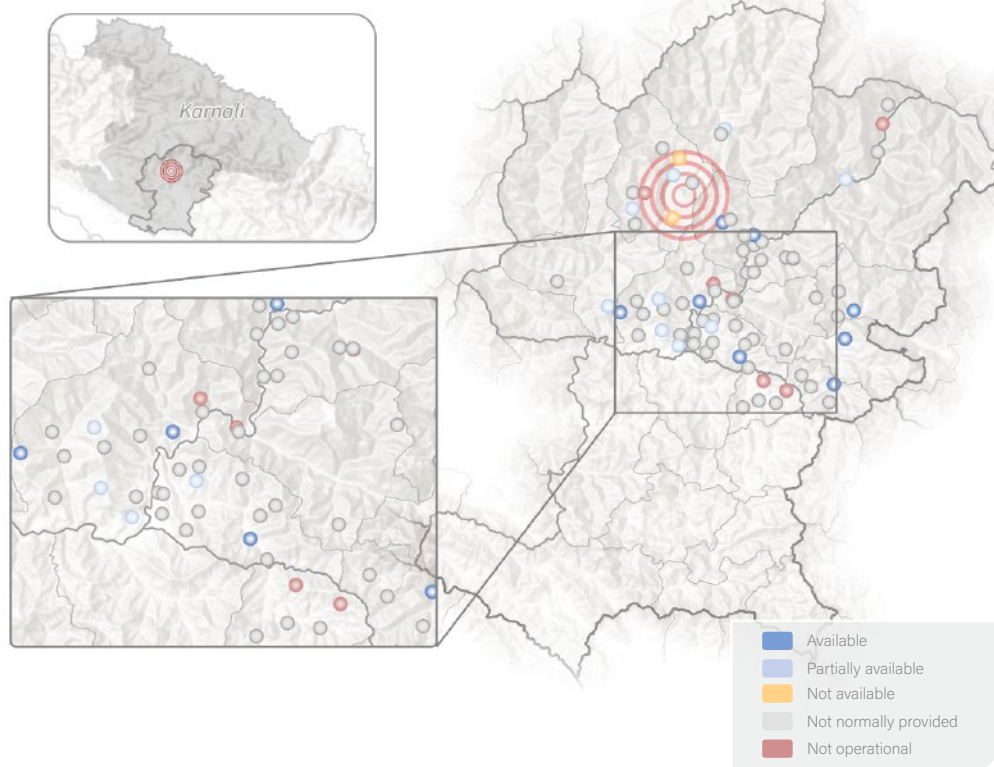 Karnali
Available
Partially available
Not available
Not normally provided
Not operational